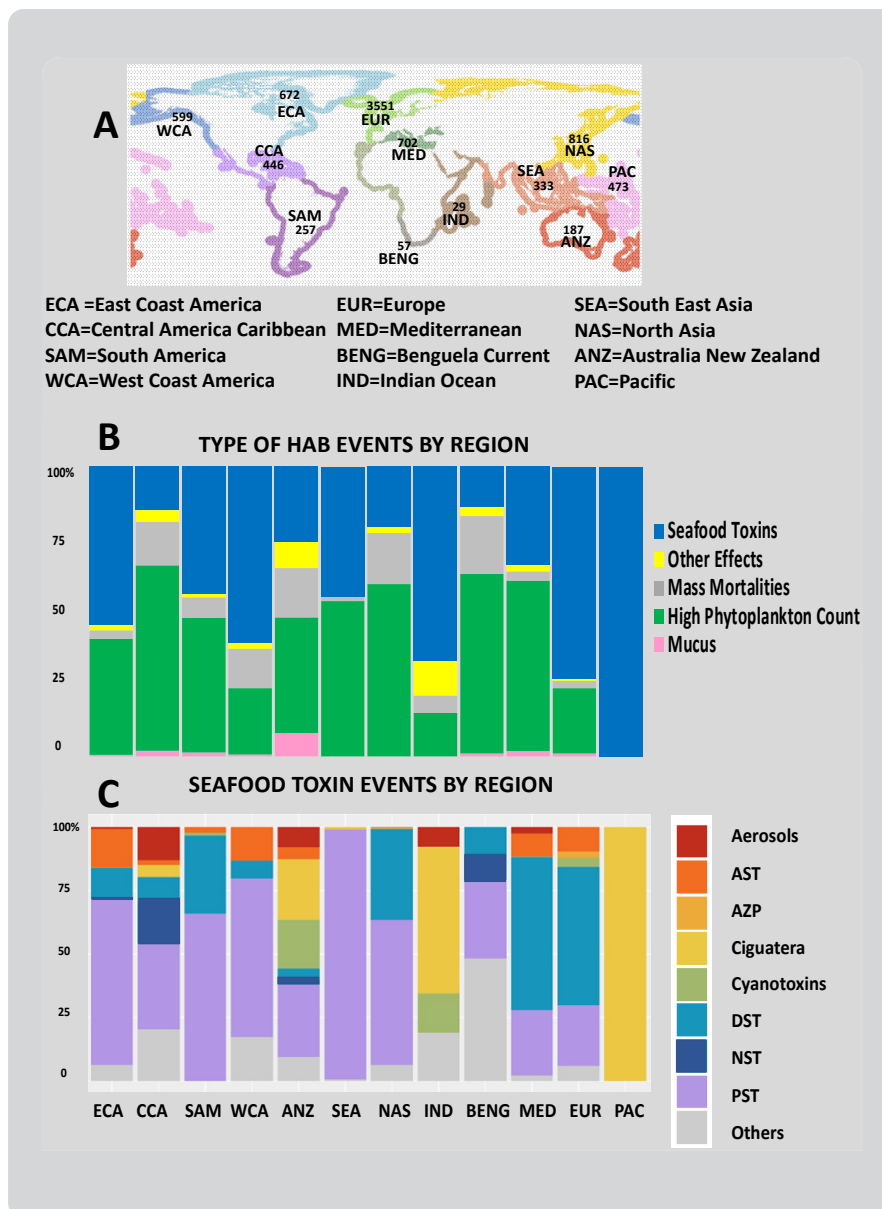 A
672
ECA
3551
EUR
599
WCA
702
MED
816
NAS
CCA
446
SEA
333
PAC
473
SAM
257
29
IND
187
ANZ
57
BENG
ECA =East Coast America
EUR=Europe
SEA=South East Asia
CCA=Central America Caribbean
MED=Mediterranean
NAS=North Asia
SAM=South America
BENG=Benguela Current
ANZ=Australia New Zealand
WCA=West Coast America
IND=Indian Ocean
PAC=Pacific
B
TYPE OF HAB EVENTS BY REGION
100%
75
50
25
0
Seafood Toxins
Other Effects
Mass Mortalities
High Phytoplankton Count
Mucus
C
SEAFOOD TOXIN EVENTS BY REGION
100%
75
50
25
0
ECA CCA SAM WCA ANZ SEA NAS IND BENG MED EUR PAC
Aerosols
AST
AZP
Ciguatera
Cyanotoxins
DST
NST
PST
Others